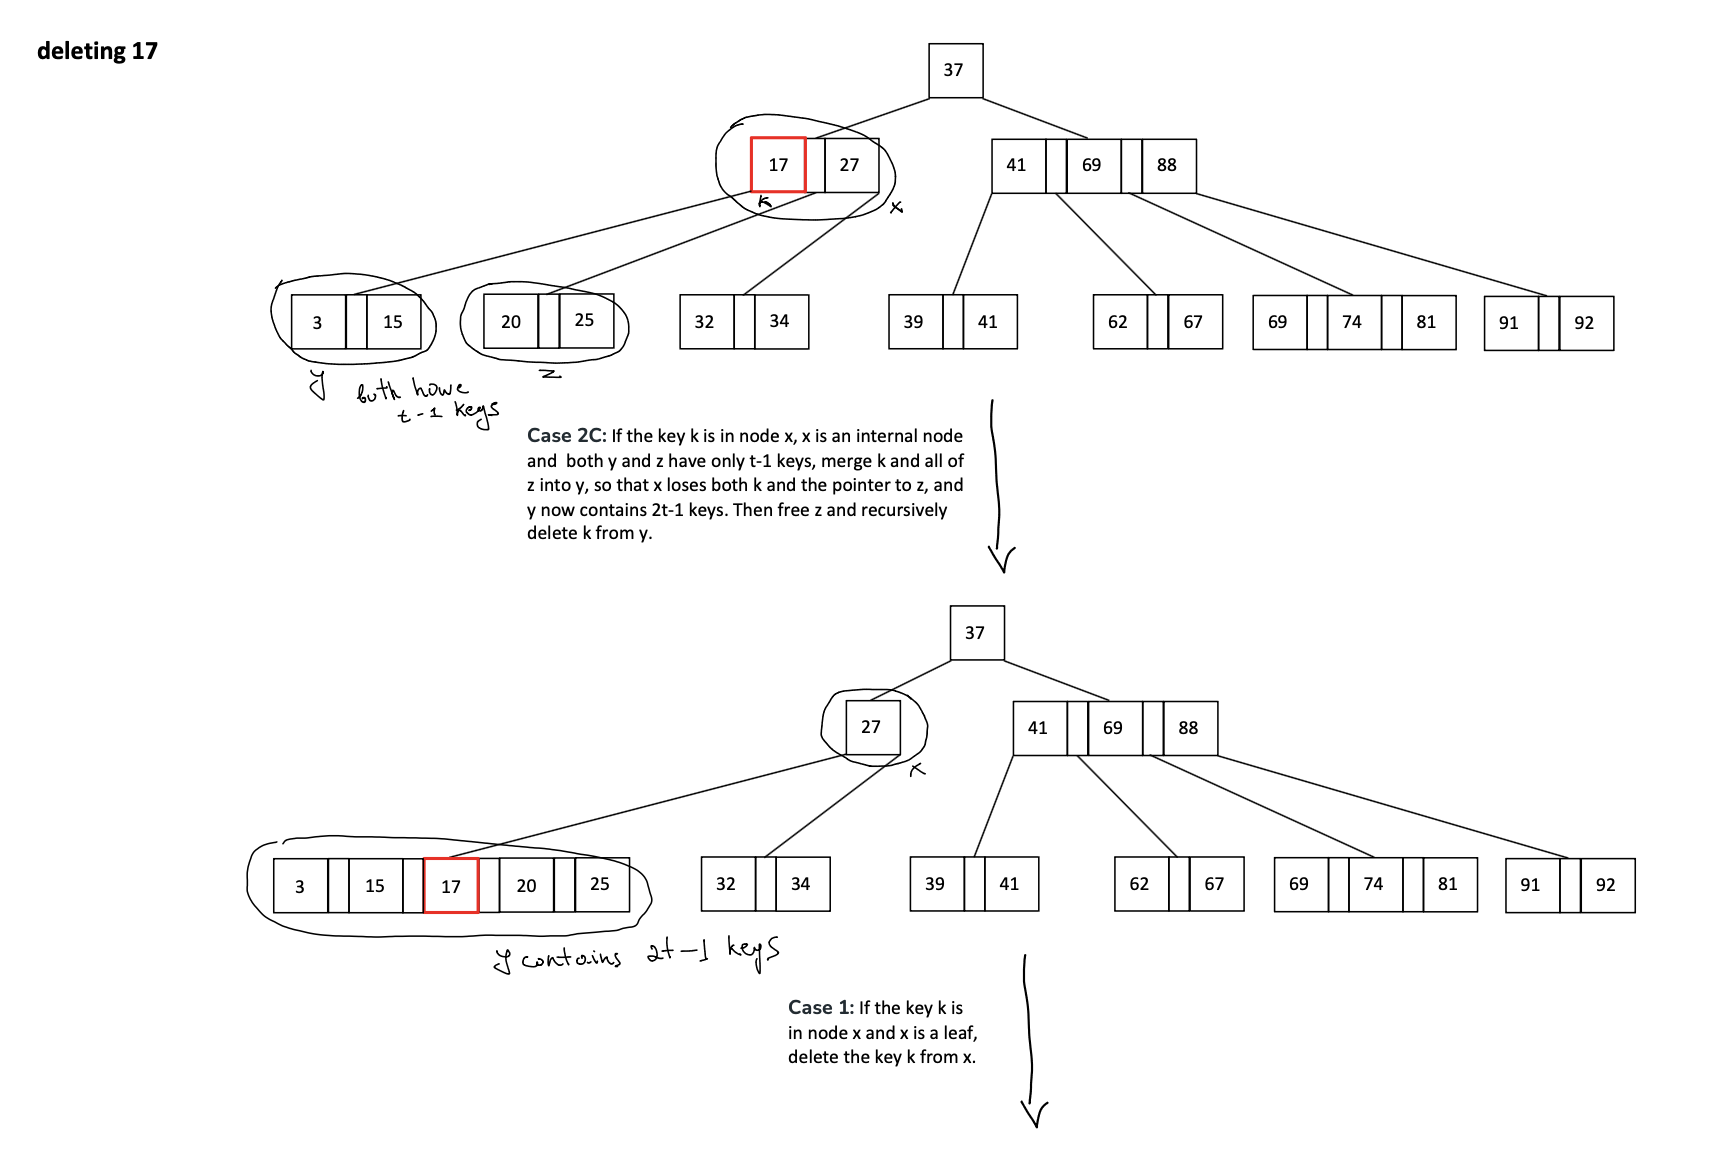 deleting 17
37
17 27 41 69 88
k
x
3 15 20 25 32 34 39 41 62 67 69 74 81 91 92
y z
both have
t-1 keys
Case 2C: If the key k is in node x, x is an internal node
and both y and z have only t-1 keys, merge k and all of
z into y, so that x loses both k and the pointer to z, and
y now contains 2t-1 keys. Then free z and recursively
delete k from y.
37
27 41 69 88
x
3 15 17 20 25 32 34 39 41 62 67 69 74 81 91 92
y contains 2t-1 keys
Case 1: If the key k is
in node x and x is a leaf,
delete the key k from x.